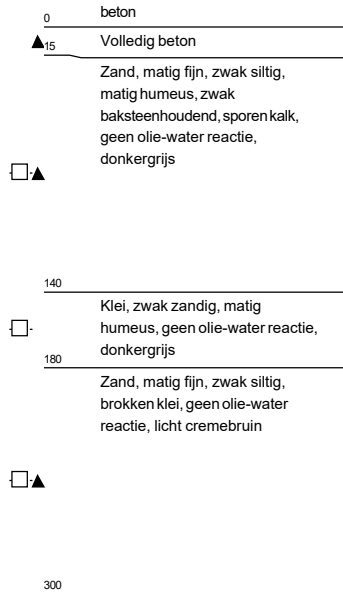 beton
0
Volledig beton
15
Zand, matig fijn, zwak siltig,
matig humeus, zwak
baksteenhoudend, sporen kalk,
geen olie-water reactie,
donkergrijs
140
Klei, zwak zandig, matig
humeus, geen olie-water reactie,
donkergrijs
180
Zand, matig fijn, zwak siltig,
brokken klei, geen olie-water
reactie, licht cremebruin
300